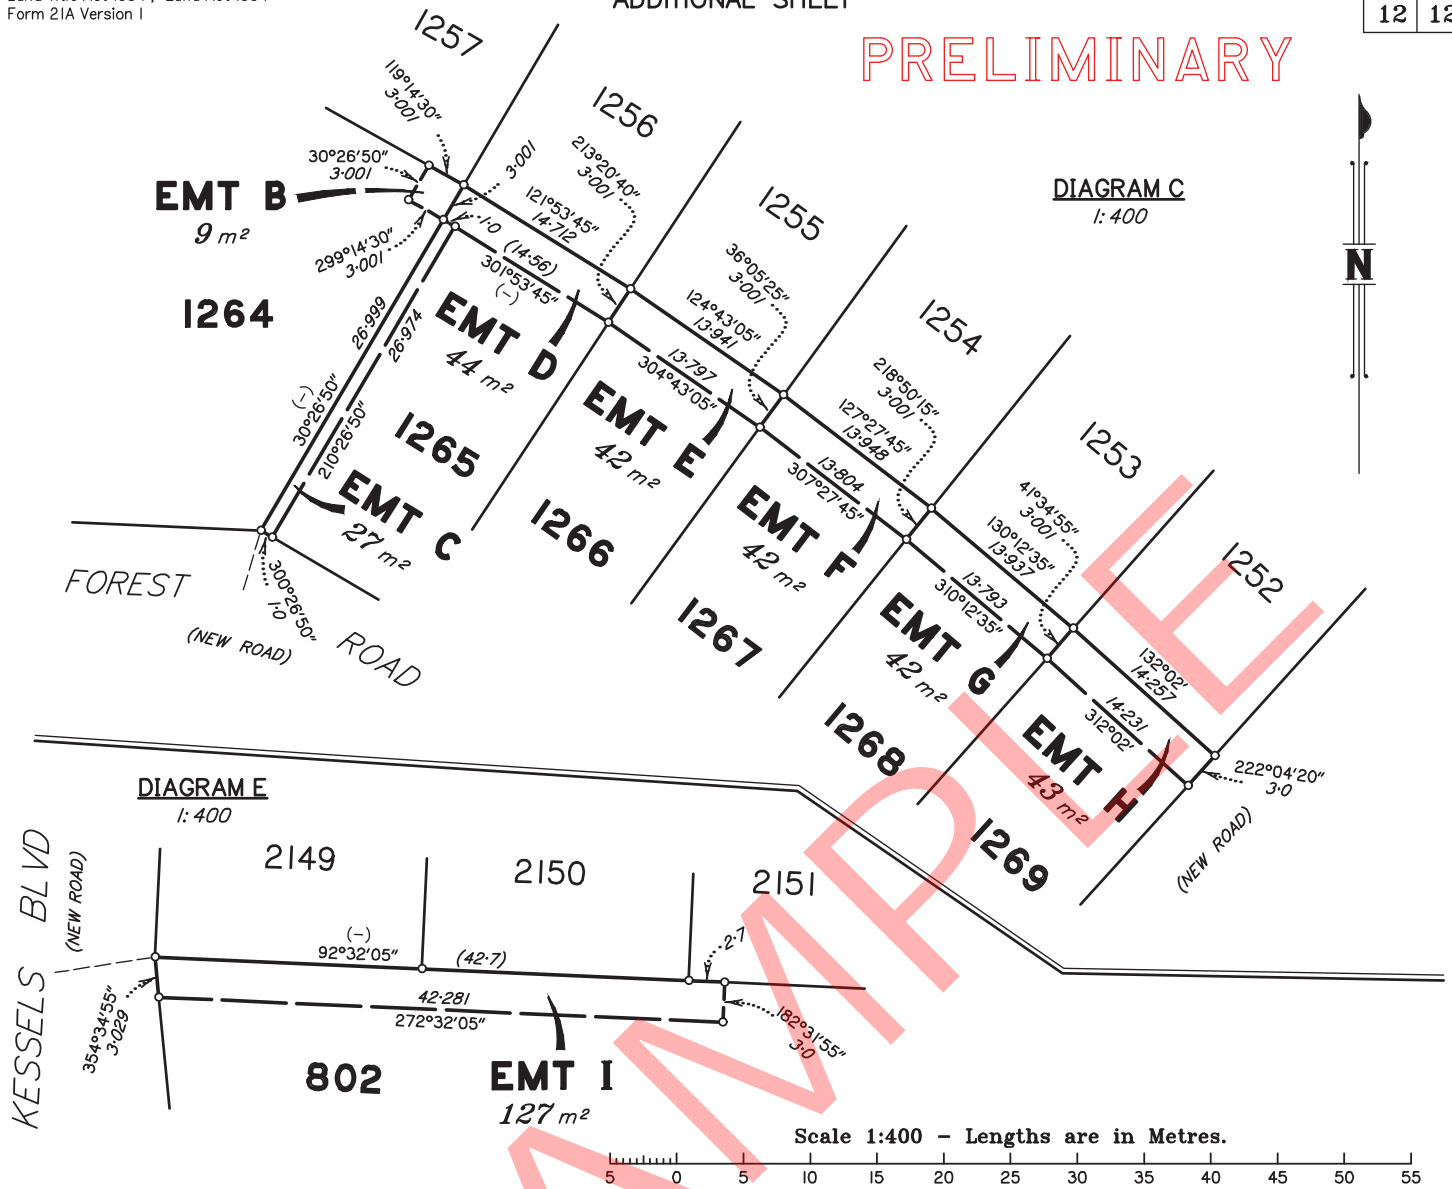 Form 21A Version 1
ADDITIONAL SHEET
12 12
PRELIMINARY
DIAGRAM C
1:400
N
1257
1256
1255
1254
1253
1252
119°14'30"
3·001
30°26'50"
3·001
EMT B
9 m²
299°14'30"
3·001
3·001
1·0
121°53'45"
14·712
(14·56)
301°53'45"
(-)
213°20'40"
3·001
1264
26·999
(-)
30°26'50"
26·974
210°26'50"
EMT D
44 m²
1265
EMT C
27 m²
300°26'50"
1·0
FOREST
ROAD
(NEW ROAD)
124°43'05"
13·941
13·797
304°43'05"
36°05'25"
3·001
EMT E
42 m²
1266
127°27'45"
13·948
13·804
307°27'45"
218°50'15"
3·001
EMT F
42 m²
1267
130°12'35"
13·937
13·793
310°12'35"
41°34'55"
3·001
EMT G
42 m²
1268
132°02'
14·257
14·231
312°02'
222°04'20"
3·0
EMT H
43 m²
1269
(NEW ROAD)
DIAGRAM E
1:400
KESSELS BLVD
(NEW ROAD)
2149
2150
2151
(-)
92°32'05"
(42·7)
2·7
354°34'55"
3·029
42·281
272°32'05"
182°31'55"
3·0
802
EMT I
127 m²
AMPLE
Scale 1:400 - Lengths are in Metres.
5 0 5 10 15 20 25 30 35 40 45 50 55